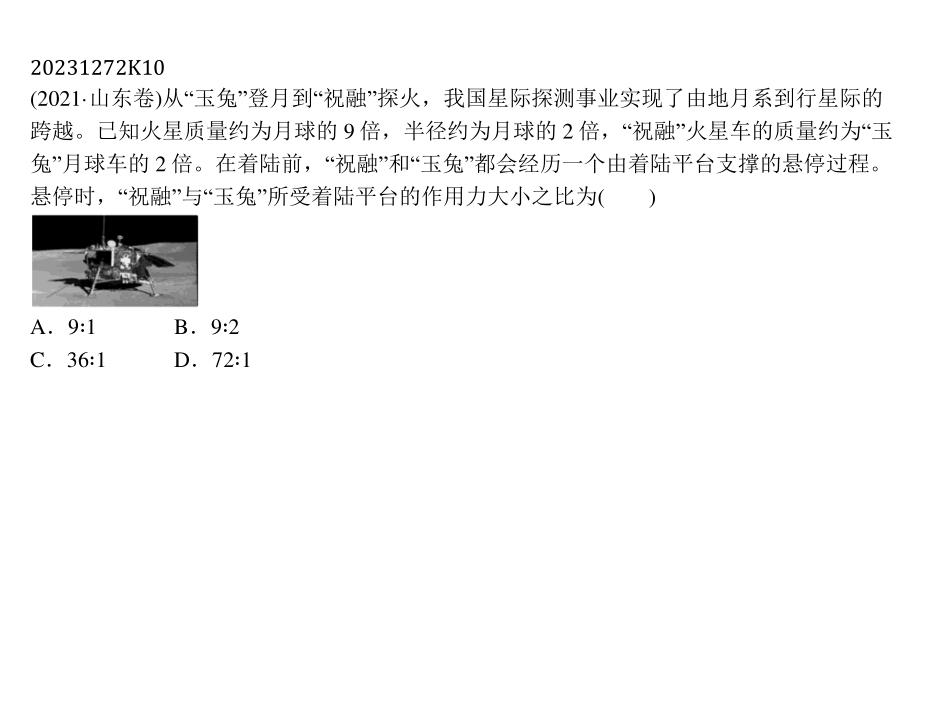 20231272K10
(2021·山东卷)从“玉兔”登月到“祝融”探火，我国星际探测事业实现了由地月系到行星际的
跨越。已知火星质量约为月球的 9 倍，半径约为月球的 2 倍，“祝融”火星车的质量约为“玉
兔”月球车的 2 倍。在着陆前，“祝融”和“玉兔”都会经历一个由着陆平台支撑的悬停过程。
悬停时，“祝融”与“玉兔”所受着陆平台的作用力大小之比为(　　)
A．9∶1　　　B．9∶2
C．36∶1　　　D．72∶1